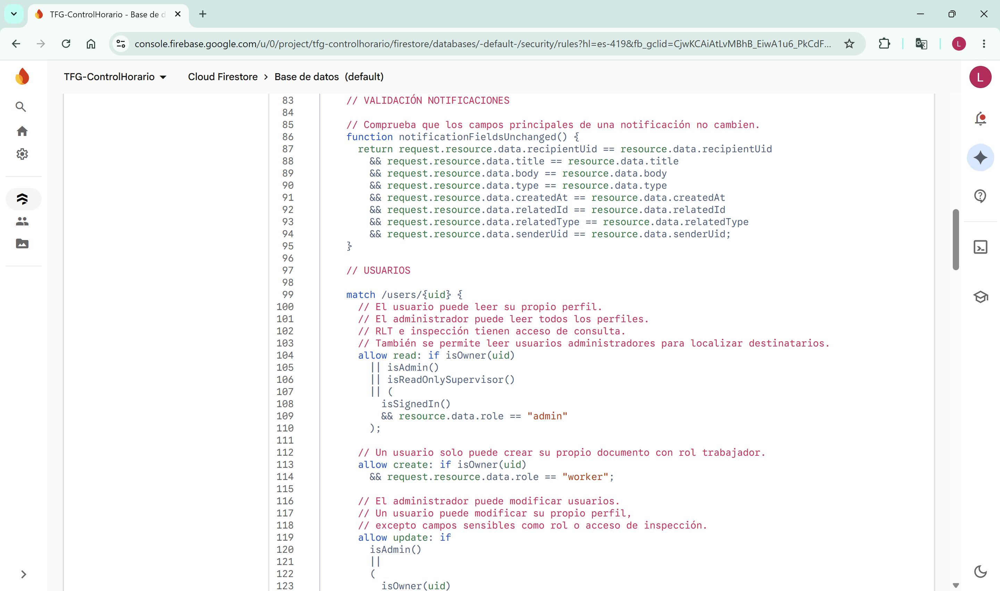 TFG-ControlHorario - Base de d
console.firebase.google.com/u/0/project/tfg-controlhorario/firestore/databases/-default-/security/rules?hl=es-419&fb_gclid=CjwKCAiAtLvMBhB_EiwA1u6_PkCdF...
L
TFG-ControlHorario
Cloud Firestore > Base de datos (default)
L
83 // VALIDACIÓN NOTIFICACIONES
84
85 // Comprueba que los campos principales de una notificación no cambien.
86 function notificationFieldsUnchanged() {
87 return request.resource.data.recipientUid == resource.data.recipientUid
88 && request.resource.data.title == resource.data.title
89 && request.resource.data.body == resource.data.body
90 && request.resource.data.type == resource.data.type
91 && request.resource.data.createdAt == resource.data.createdAt
92 && request.resource.data.relatedId == resource.data.relatedId
93 && request.resource.data.relatedType == resource.data.relatedType
94 && request.resource.data.senderUid == resource.data.senderUid;
95 }
96
97 // USUARIOS
98
99 match /users/{uid} {
100 // El usuario puede leer su propio perfil.
101 // El administrador puede leer todos los perfiles.
102 // RLT e inspección tienen acceso de consulta.
103 // También se permite leer usuarios administradores para localizar destinatarios.
104 allow read: if isOwner(uid)
105 || isAdmin()
106 || isReadOnlySupervisor()
107 || (
108 isSignedIn()
109 && resource.data.role == "admin"
110 );
111
112 // Un usuario solo puede crear su propio documento con rol trabajador.
113 allow create: if isOwner(uid)
114 && request.resource.data.role == "worker";
115
116 // El administrador puede modificar usuarios.
117 // Un usuario puede modificar su propio perfil,
118 // excepto campos sensibles como rol o acceso de inspección.
119 allow update: if
120 isAdmin()
121 ||
122 (
123 isOwner(uid)